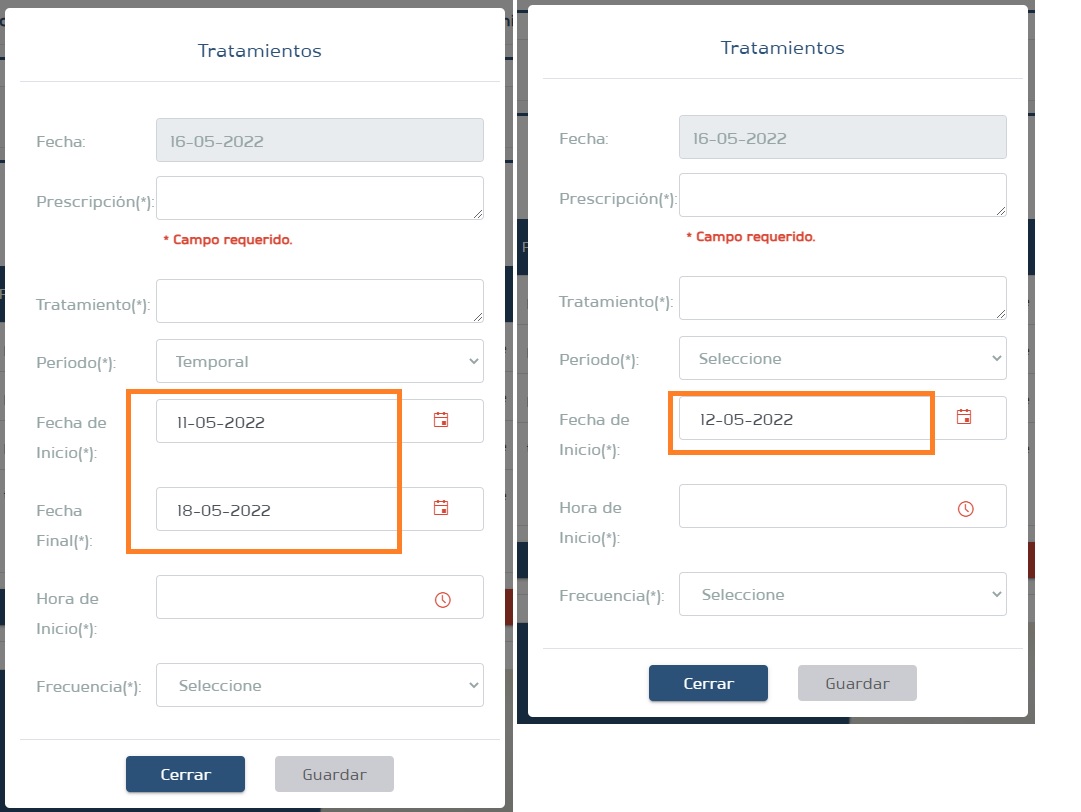 Tratamientos
Fecha:
16-05-2022
Prescripción(*):
* Campo requerido.
Tratamiento(*):
Periodo(*):
Temporal
Fecha de
Inicio(*):
11-05-2022
Fecha
Final(*):
18-05-2022
Hora de
Inicio(*):
Frecuencia(*):
Seleccione
Cerrar
Guardar
Tratamientos
Fecha:
16-05-2022
Prescripción(*):
* Campo requerido.
Tratamiento(*):
Periodo(*):
Seleccione
Fecha de
Inicio(*):
12-05-2022
Hora de
Inicio(*):
Frecuencia(*):
Seleccione
Cerrar
Guardar